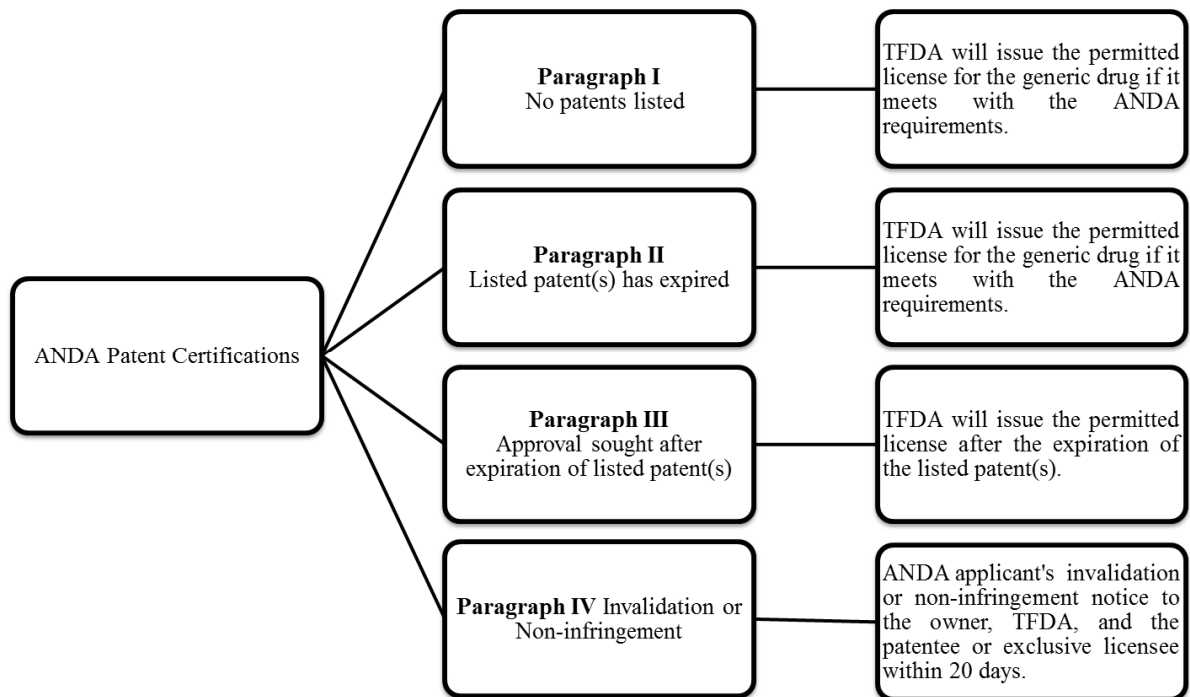 ANDA Patent Certifications
Paragraph I
No patents listed
TFDA will issue the permitted
license for the generic drug if it
meets with the ANDA
requirements.
Paragraph II
Listed patent(s) has expired
TFDA will issue the permitted
license for the generic drug if it
meets with the ANDA
requirements.
Paragraph III
Approval sought after
expiration of listed patent(s)
TFDA will issue the permitted
license after the expiration of
the listed patent(s).
Paragraph IV Invalidation or
Non-infringement
ANDA applicant's invalidation
or non-infringement notice to
the owner, TFDA, and the
patentee or exclusive licensee
within 20 days.